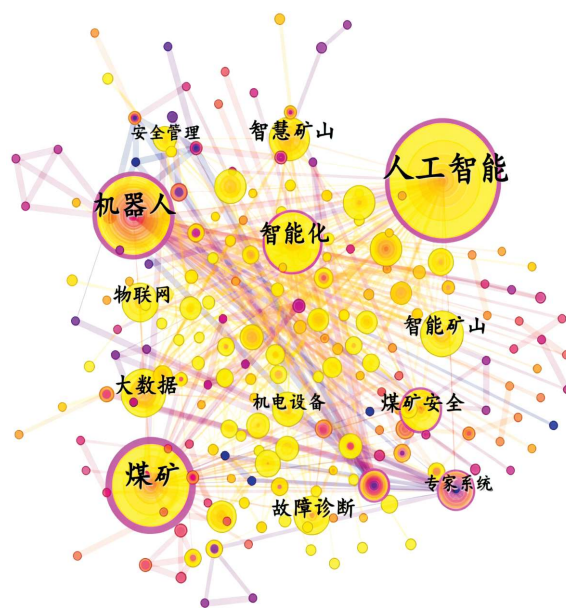 安全管理
智慧矿山
人工智能
机器人
智能化
物联网
智能矿山
大数据
机电设备
煤矿安全
煤矿
故障诊断
专家系统